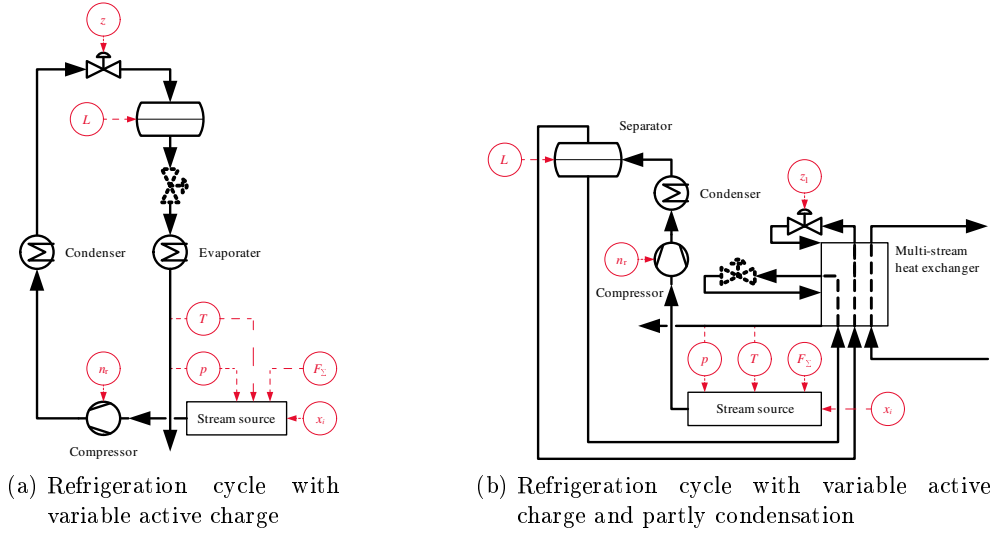 z
L
Condenser
Evaporater
T
n_r
p
F_Σ
Stream source
x_i
Compressor
(a) Refrigeration cycle with
variable active charge
Separator
L
Condenser
z_1
n_r
Multi-stream
heat exchanger
Compressor
p
T
F_Σ
Stream source
x_i
(b) Refrigeration cycle with variable active
charge and partly condensation